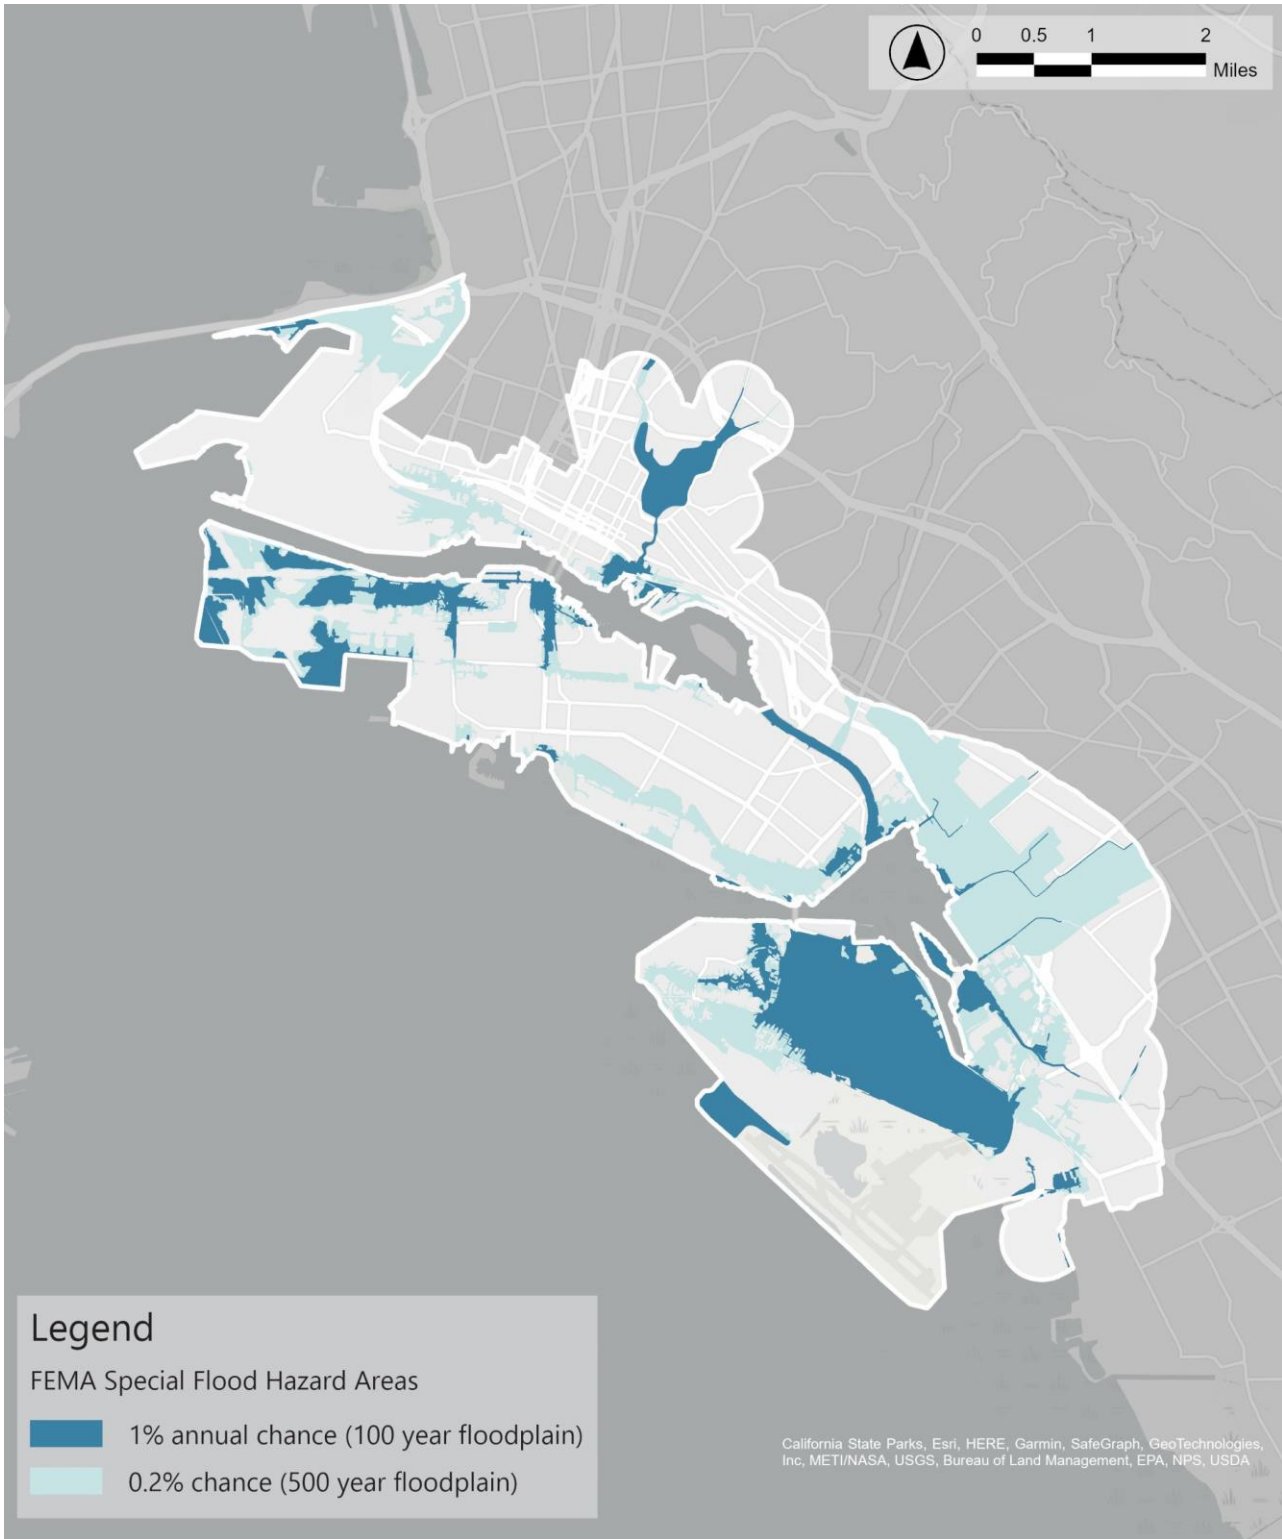 0 0.5 1 2
Miles
Legend
FEMA Special Flood Hazard Areas
1% annual chance (100 year floodplain)
0.2% chance (500 year floodplain)
California State Parks, Esri, HERE, Garmin, SafeGraph, GeoTechnologies,
Inc, METI/NASA, USGS, Bureau of Land Management, EPA, NPS, USDA